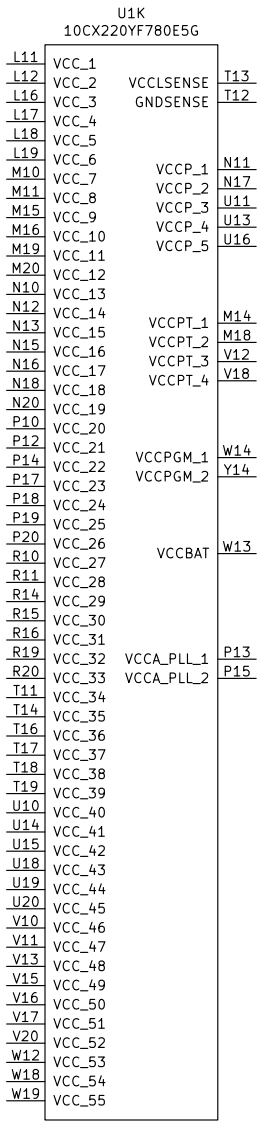 U1K
10CX220YF780E5G
L11 VCC_1
L12 VCC_2 VCCLSENSE T13
L16 VCC_3 GNDSENSE T12
L17 VCC_4
L18 VCC_5
L19 VCC_6
M10 VCC_7 VCCP_1 N11
M11 VCC_8 VCCP_2 N17
M15 VCC_9 VCCP_3 U11
M16 VCC_10 VCCP_4 U13
M19 VCC_11 VCCP_5 U16
M20 VCC_12
N10 VCC_13
N12 VCC_14
N13 VCC_15 VCCPT_1 M14
N15 VCC_16 VCCPT_2 M18
N16 VCC_17 VCCPT_3 V12
N18 VCC_18 VCCPT_4 V18
N20 VCC_19
P10 VCC_20
P12 VCC_21
P14 VCC_22 VCCPGM_1 W14
P17 VCC_23 VCCPGM_2 Y14
P18 VCC_24
P19 VCC_25
P20 VCC_26
R10 VCC_27 VCCBAT W13
R11 VCC_28
R14 VCC_29
R15 VCC_30
R16 VCC_31
R19 VCC_32 VCCA_PLL_1 P13
R20 VCC_33 VCCA_PLL_2 P15
T11 VCC_34
T14 VCC_35
T16 VCC_36
T17 VCC_37
T18 VCC_38
T19 VCC_39
U10 VCC_40
U14 VCC_41
U15 VCC_42
U18 VCC_43
U19 VCC_44
U20 VCC_45
V10 VCC_46
V11 VCC_47
V13 VCC_48
V15 VCC_49
V16 VCC_50
V17 VCC_51
V20 VCC_52
W12 VCC_53
W18 VCC_54
W19 VCC_55